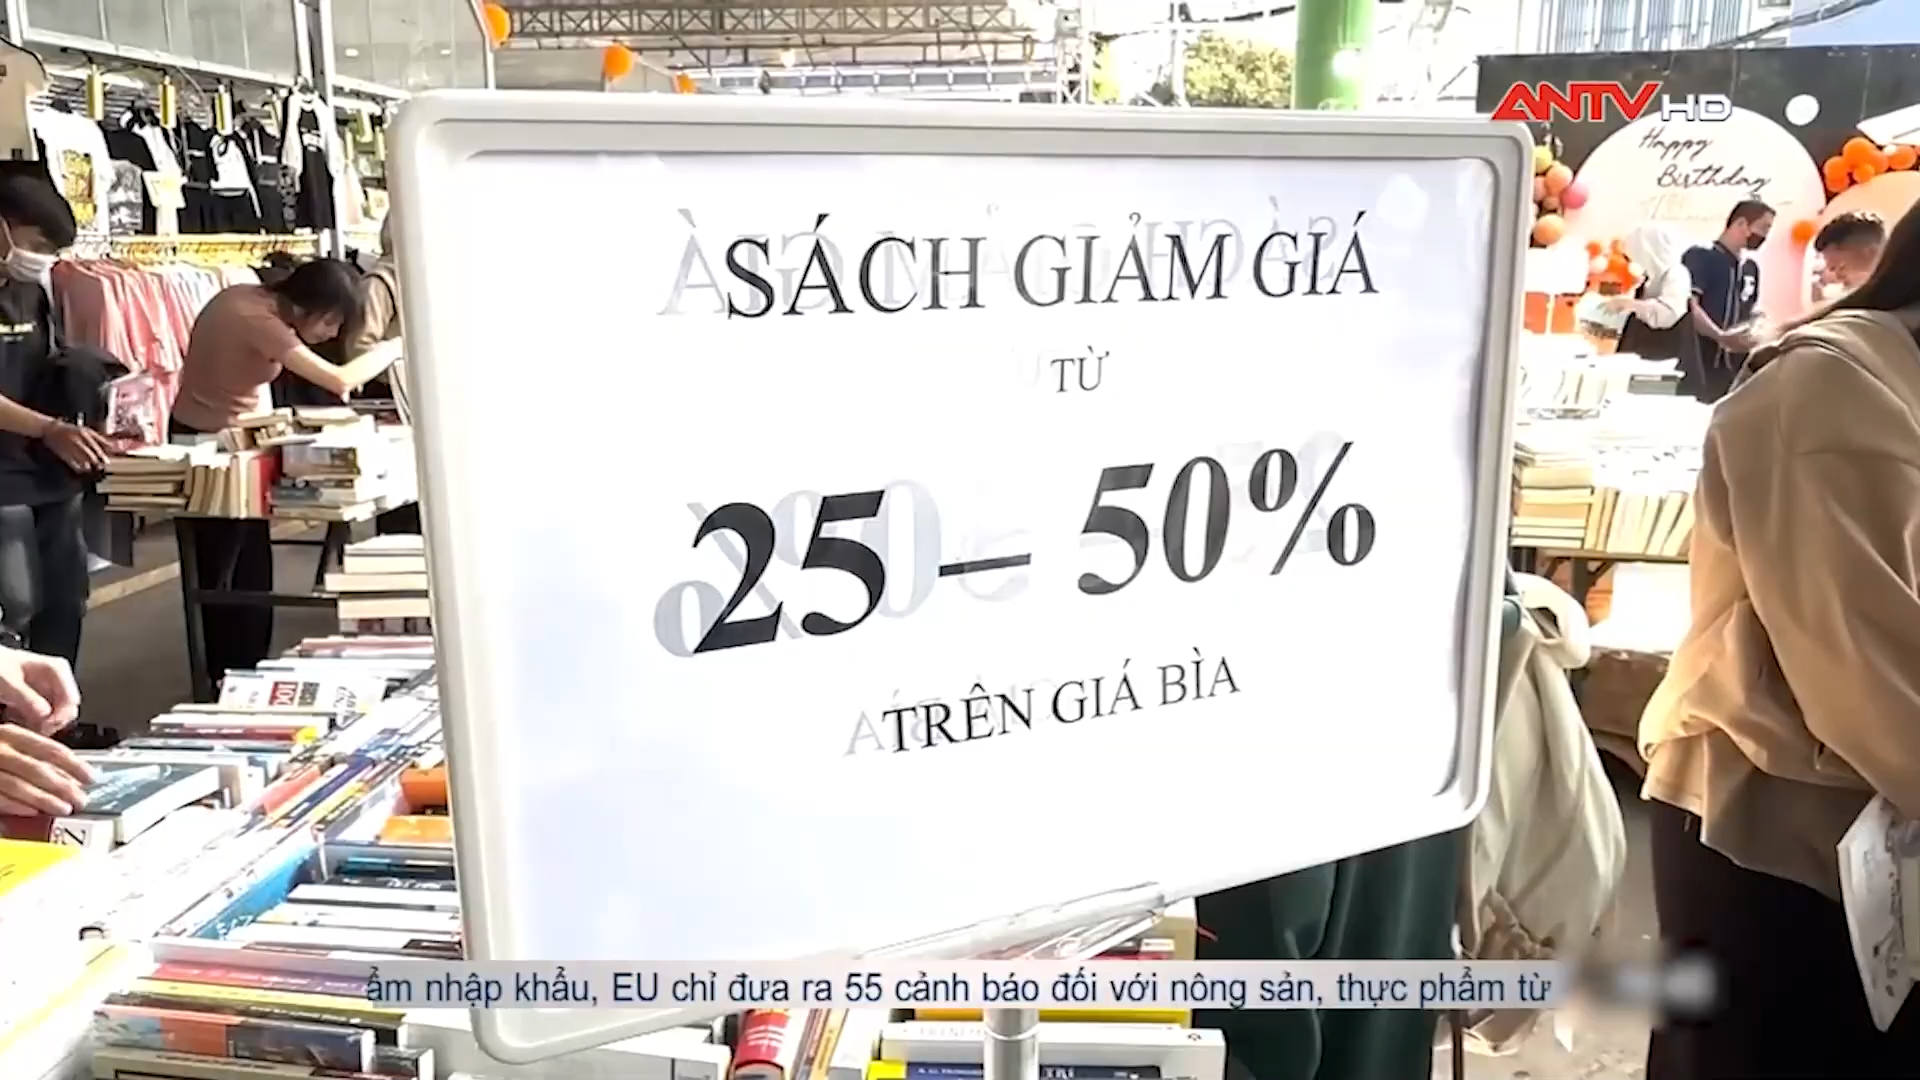 ANTV HD
Happy
Birthday
SÁCH GIẢM GIÁ
TỪ
25 – 50%
TRÊN GIÁ BÌA
ẩm nhập khẩu, EU chỉ đưa ra 55 cảnh báo đối với nông sản, thực phẩm từ